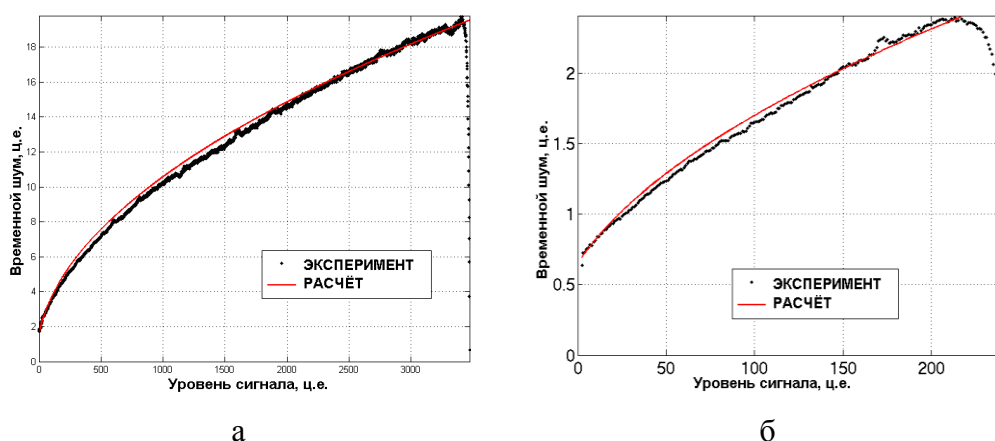 Временной шум, ц.е.
18
16
14
12
10
8
6
4
2
0
0 500 1000 1500 2000 2500 3000
Уровень сигнала, ц.е.
ЭКСПЕРИМЕНТ
РАСЧЁТ
а
Временной шум, ц.е.
2
1.5
1
0.5
0
0 50 100 150 200
Уровень сигнала, ц.е.
ЭКСПЕРИМЕНТ
РАСЧЁТ
б